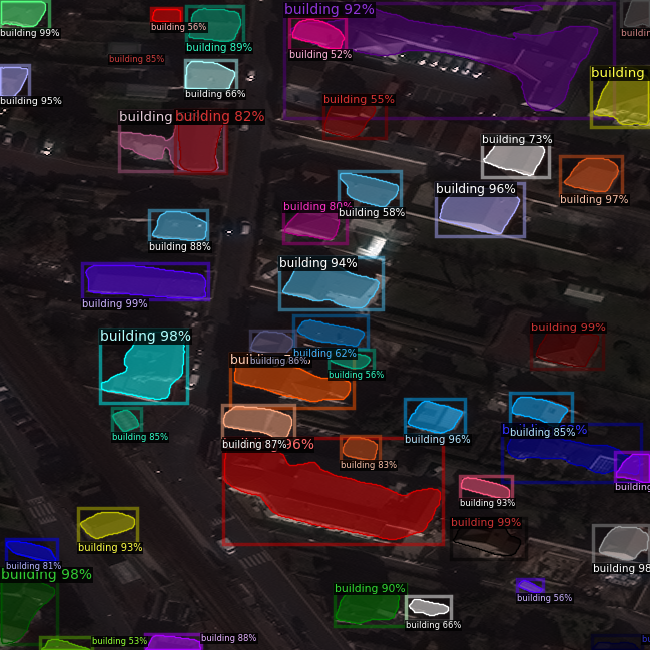 building 92%
building 99%
building 56%
building 89%
building 52%
building 85%
building 66%
building
building 95%
building 55%
building
building 82%
building 73%
building 96%
building 97%
building 58%
building 80%
building 88%
building 94%
building 99%
building 99%
building 98%
building 62%
building 86%
building 56%
building 96%
building 85%
building 87%
96%
building 85%
building 83%
building 93%
building 99%
building 93%
building 81%
building 98%
building 98
building 56%
building 90%
building 66%
building 53%
building 88%